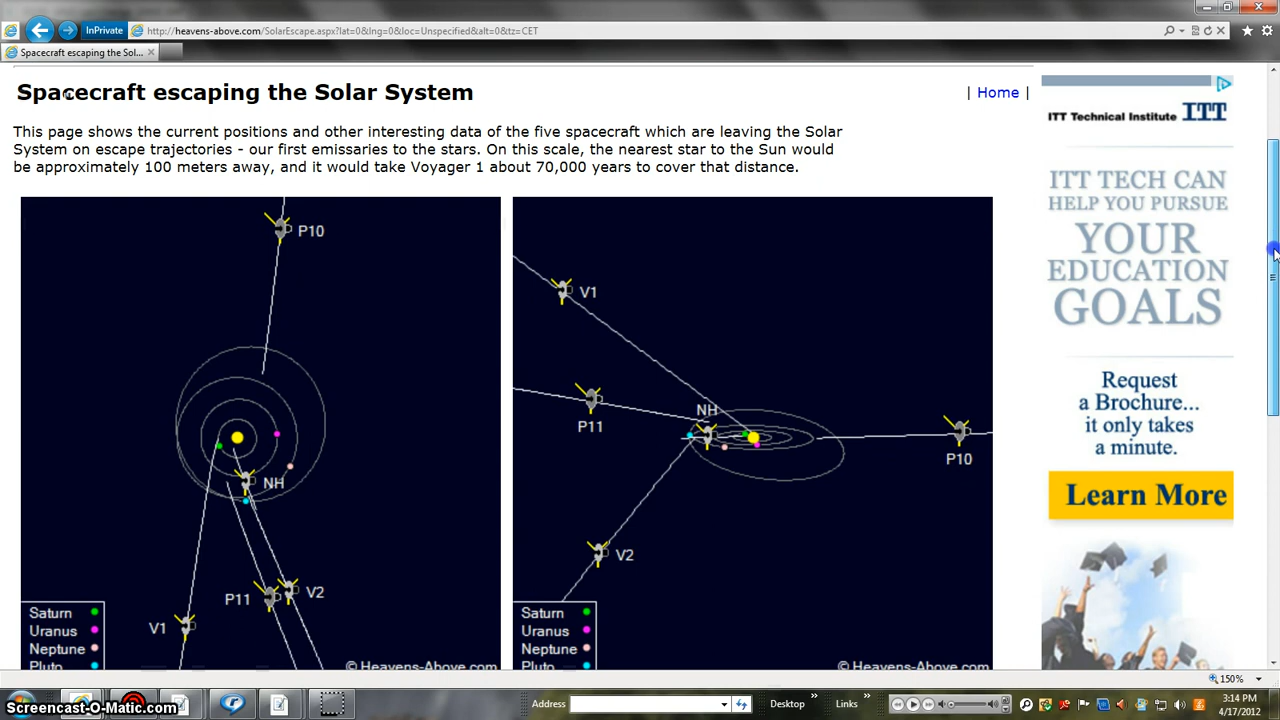 InPrivate
http://heavens-above.com/SolarEscape.aspx?lat=0&lng=0&loc=Unspecified&alt=0&tz=CET
Spacecraft escaping the Sol...
Spacecraft escaping the Solar System
| Home |
This page shows the current positions and other interesting data of the five spacecraft which are leaving the Solar
System on escape trajectories - our first emissaries to the stars. On this scale, the nearest star to the Sun would
be approximately 100 meters away, and it would take Voyager 1 about 70,000 years to cover that distance.
P10
NH
P11
V2
V1
Saturn
Uranus
Neptune
Pluto
© Heavens-Above.com
V1
NH
P11
P10
V2
Saturn
Uranus
Neptune
Pluto
© Heavens-Above.com
ITT Technical Institute ITT
ITT TECH CAN
HELP YOU PURSUE
YOUR
EDUCATION
GOALS
Request
a Brochure...
it only takes
a minute.
Learn More
150%
Address
Desktop
Links
3:14 PM
4/17/2012
Screencast-O-Matic.com